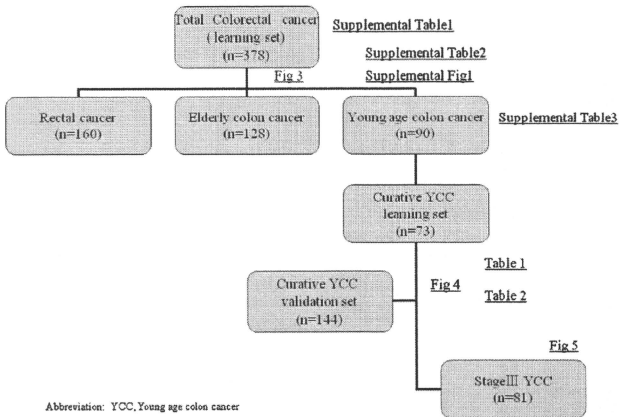 Total Colorectal cancer
( learning set)
(n=378)
Supplemental Table1
Supplemental Table2
Fig 3
Supplemental Fig1
Rectal cancer
(n=160)
Elderly colon cancer
(n=128)
Young age colon cancer
(n=90)
Supplemental Table3
Curative YCC
learning set
(n=73)
Curative YCC
validation set
(n=144)
Fig 4
Table 1
Table 2
Fig 5
StageⅢ YCC
(n=81)
Abbreviation: YCC, Young age colon cancer